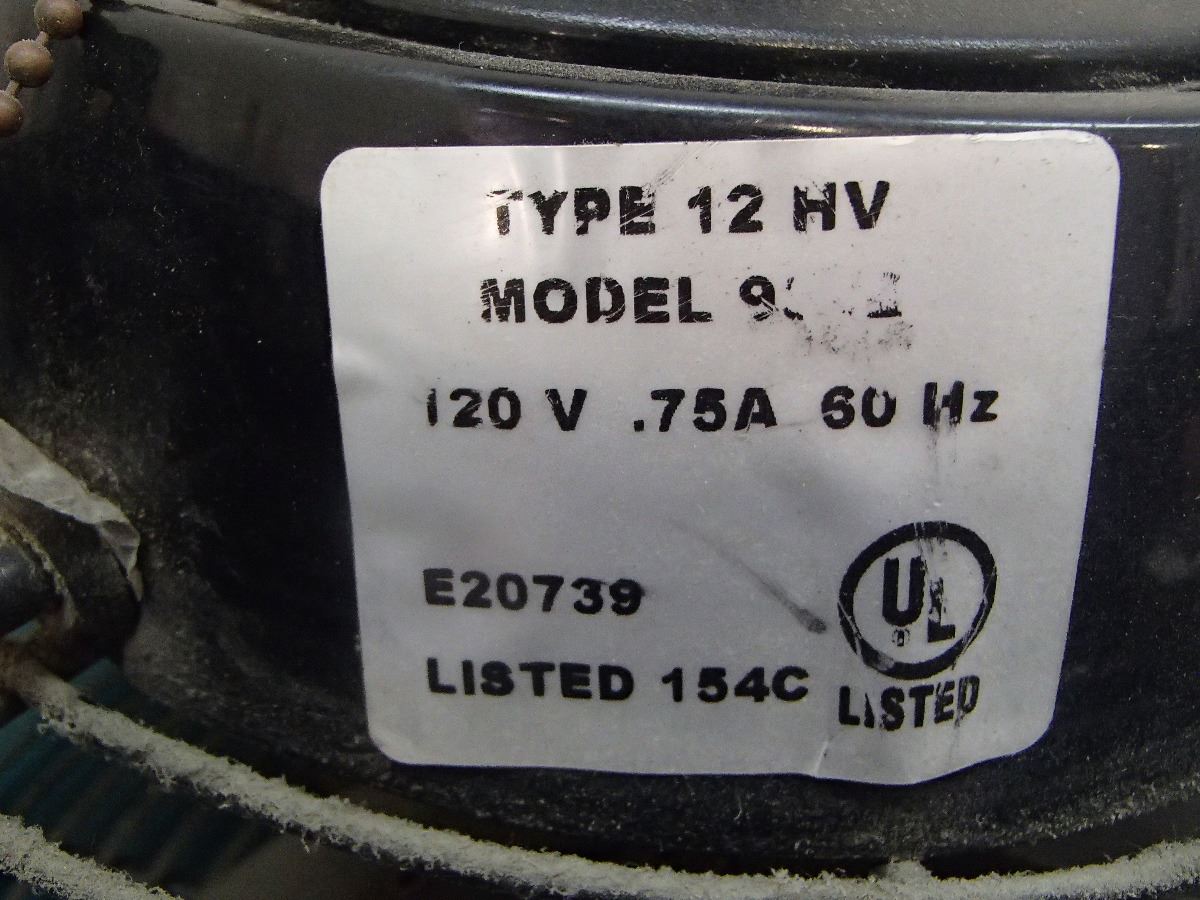 TYPE 12 HV
MODEL
120 V .75A 60 Hz
E20739
LISTED 154C
UL
LISTED